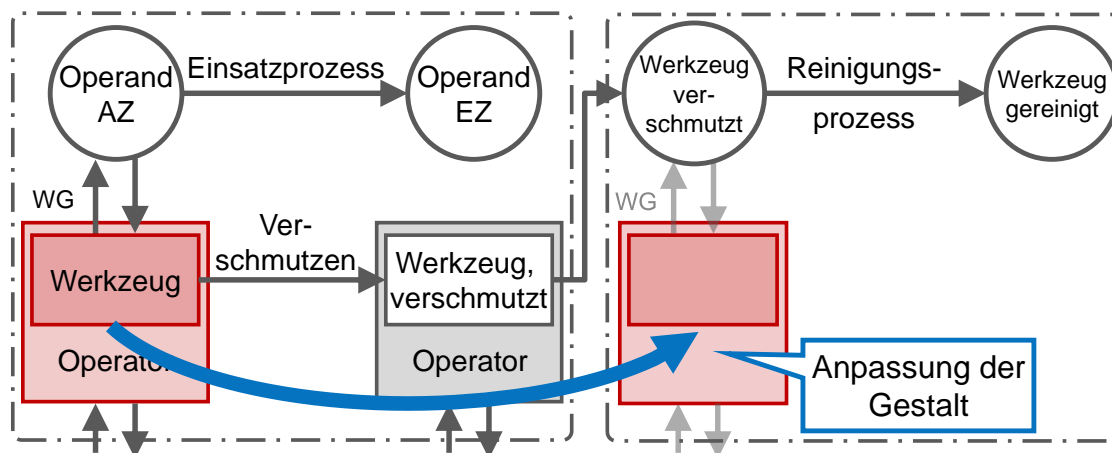 Operand
AZ
Einsatzprozess
Operand
EZ
Werkzeug
ver-
schmutzt
Reinigungs-
prozess
Werkzeug
gereinigt
WG
WG
Werkzeug
Operator
Ver-
schmutzen
Werkzeug,
verschmutzt
Operator
Anpassung der
Gestalt